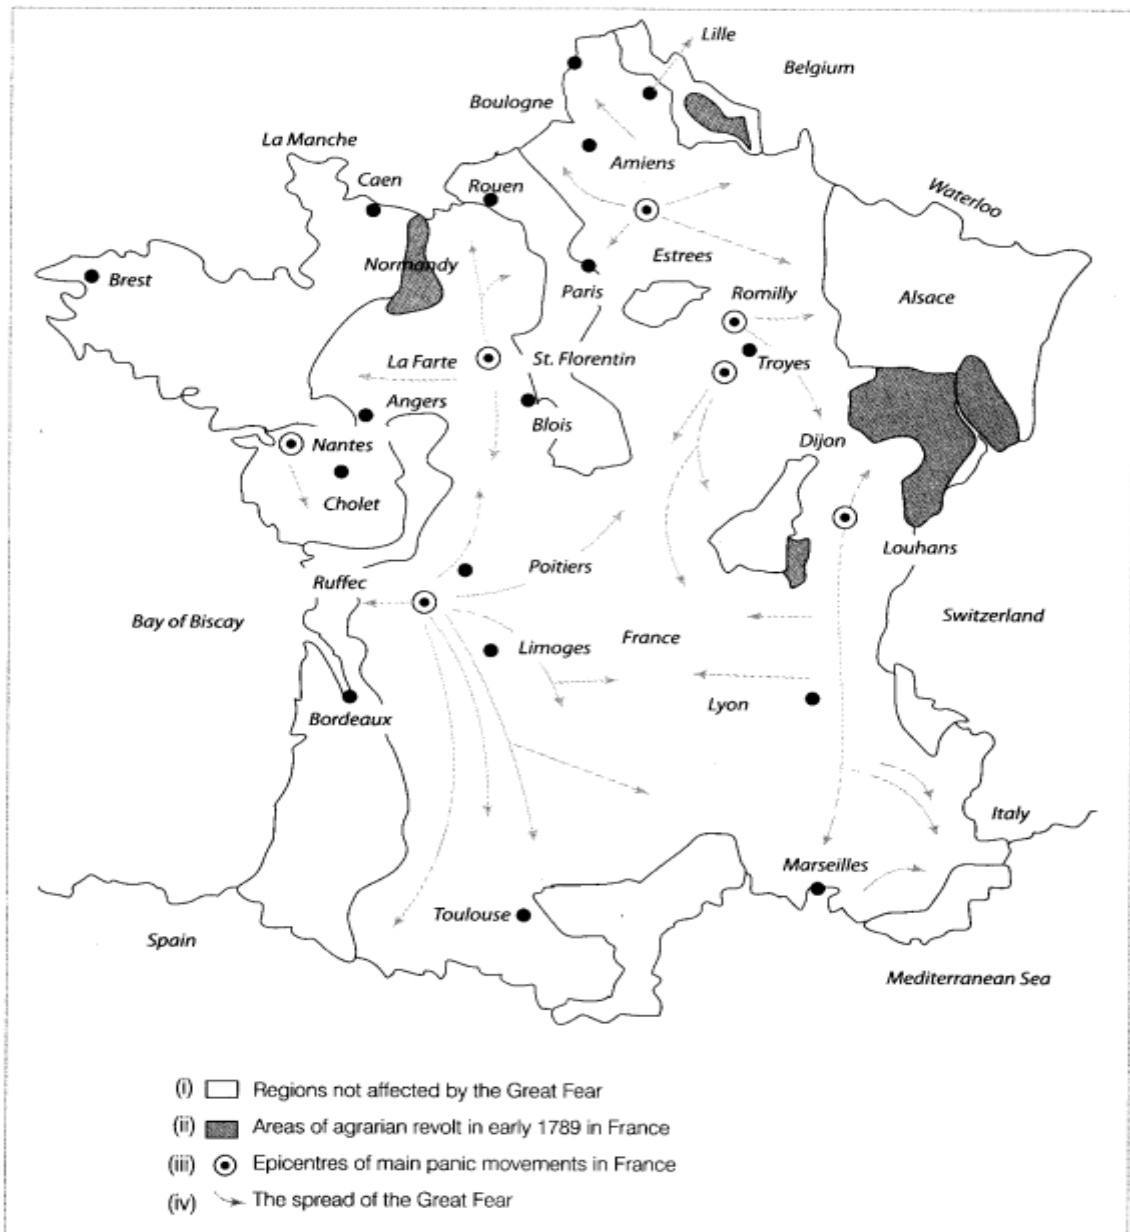 Lille
Belgium
Boulogne
La Manche
Amiens
Caen
Rouen
Waterloo
Estrees
Normandy
Brest
Paris
Romilly
Alsace
La Farte
St. Florentin
Troyes
Angers
Blois
Dijon
Nantes
Cholet
Louhans
Ruffec
Poitiers
Bay of Biscay
Switzerland
France
Limoges
Lyon
Bordeaux
Italy
Marseilles
Toulouse
Spain
Mediterranean Sea
(i) Regions not affected by the Great Fear
(ii) Areas of agrarian revolt in early 1789 in France
(iii) Epicentres of main panic movements in France
(iv) The spread of the Great Fear